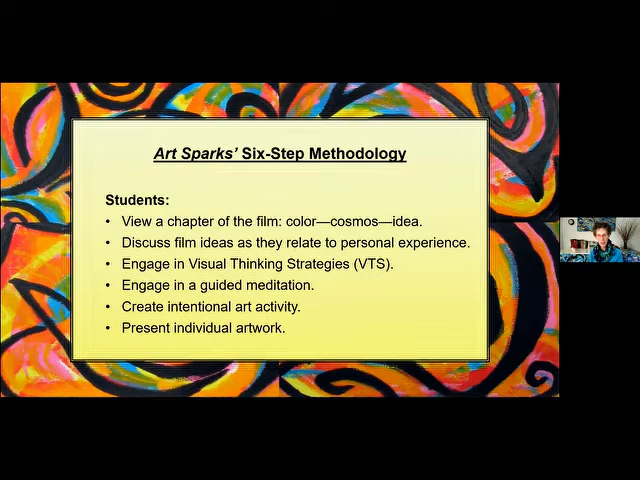 Art Sparks' Six-Step Methodology
Students:
• View a chapter of the film: color—cosmos—idea.
• Discuss film ideas as they relate to personal experience.
• Engage in Visual Thinking Strategies (VTS).
• Engage in a guided meditation.
• Create intentional art activity.
• Present individual artwork.